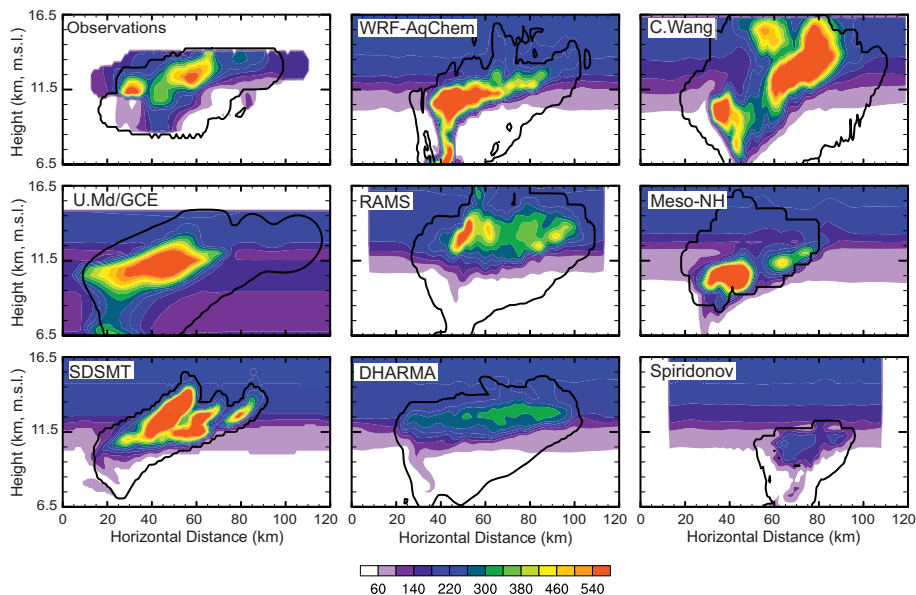 Observations
WRF-AqChem
C.Wang
16.5
11.5
6.5
Height (km, m.s.l.)
U.Md/GCE
RAMS
Meso-NH
16.5
11.5
6.5
Height (km, m.s.l.)
SDSMT
DHARMA
Spiridonov
16.5
11.5
6.5
Height (km, m.s.l.)
0 20 40 60 80 100 120
0 20 40 60 80 100 120
0 20 40 60 80 100 120
Horizontal Distance (km)
Horizontal Distance (km)
Horizontal Distance (km)
60 140 220 300 380 460 540